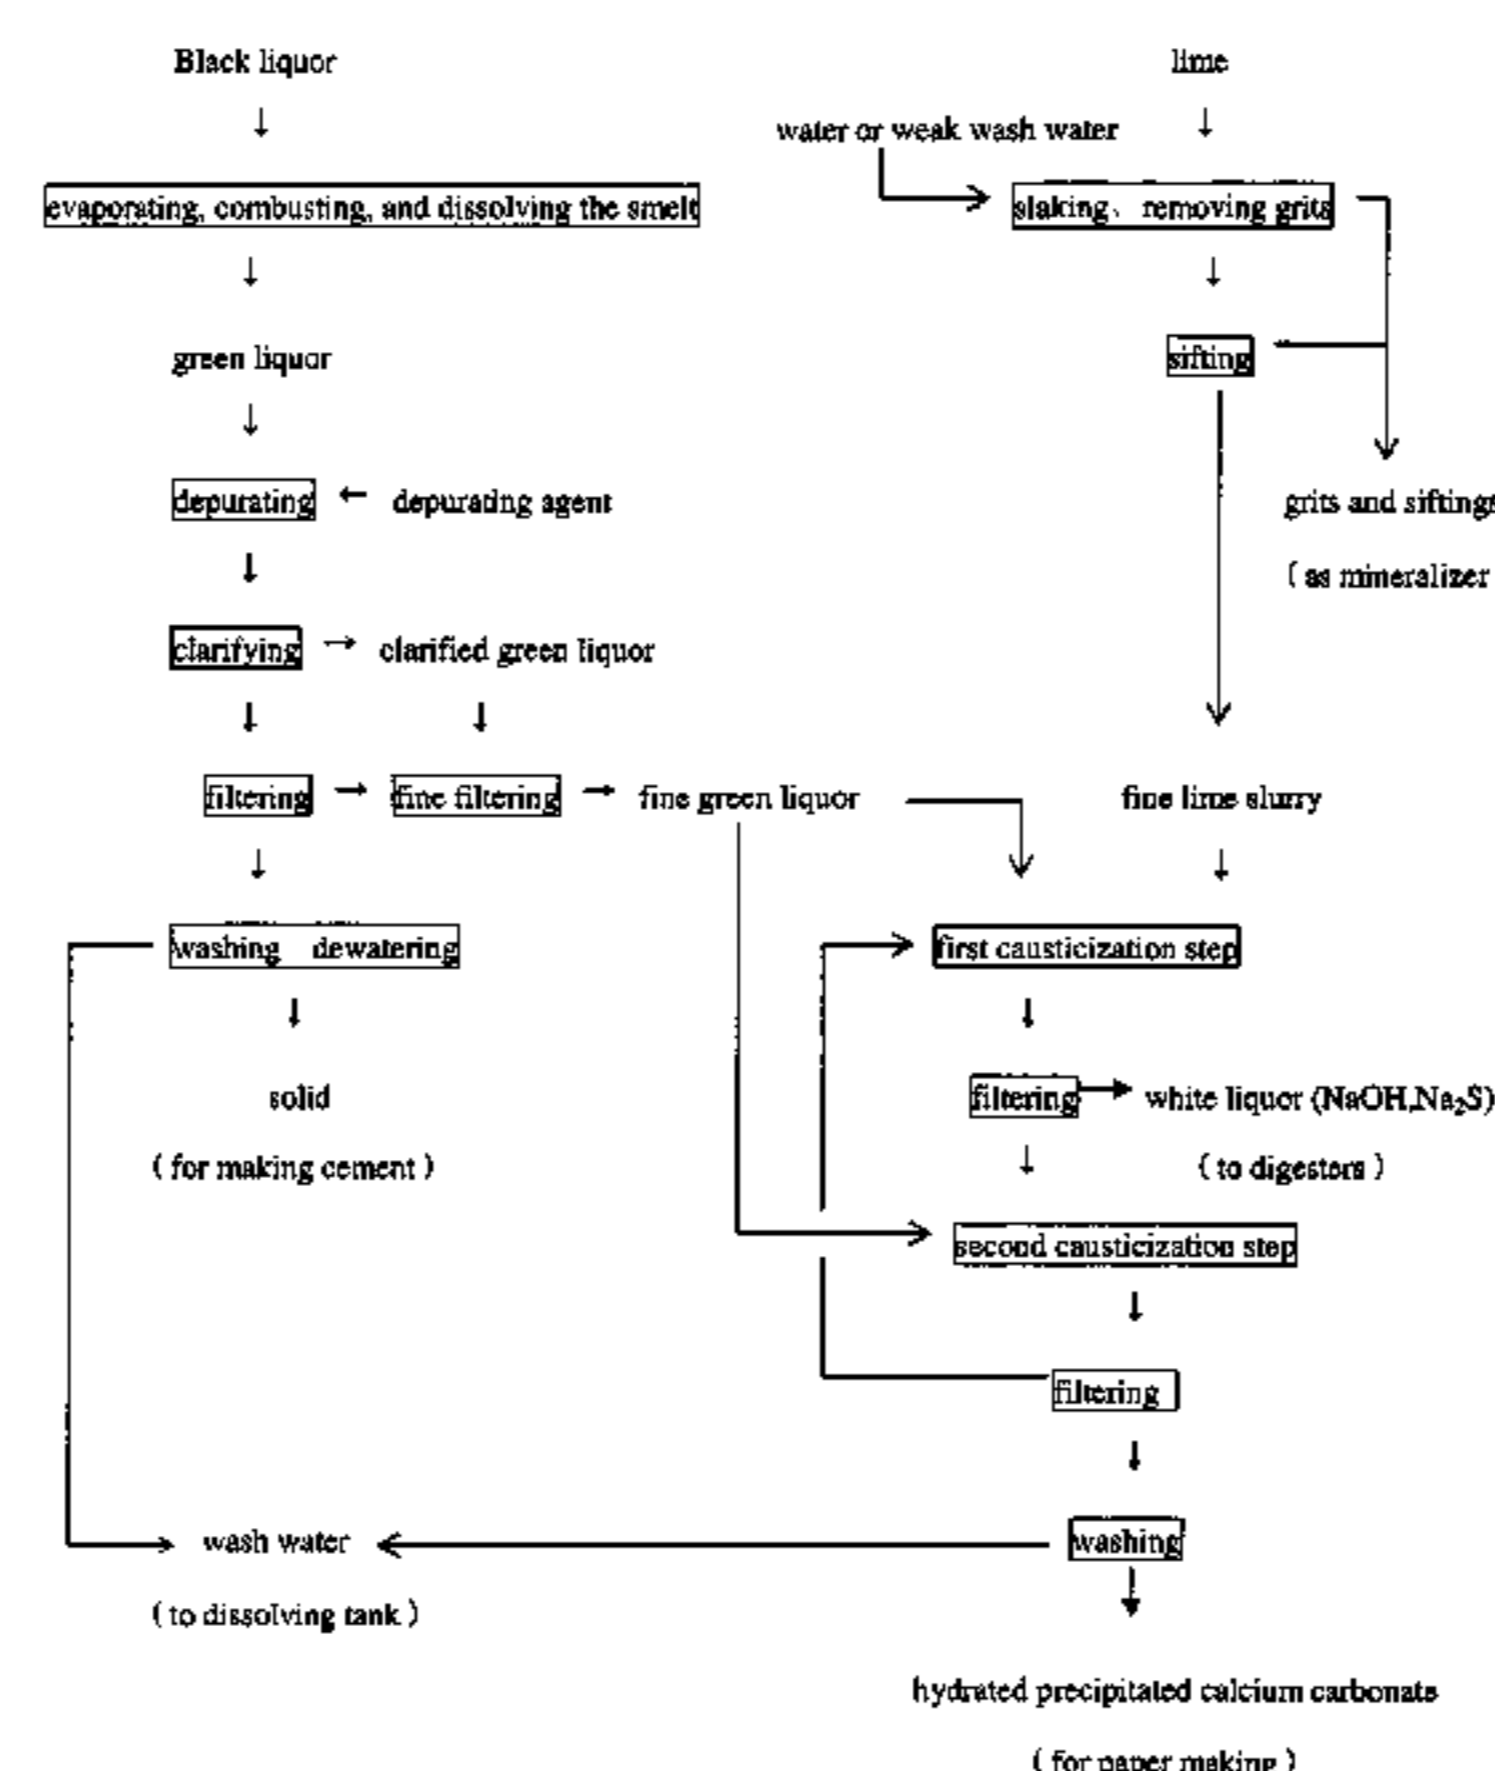 Black liquor
lime
water or weak wash water
evaporating, combusting, and dissolving the smelt
slaking、 removing grits
green liquor
sifting
depurating
depurating agent
grits and siftings
( as mineralizer
clarifying
clarified green liquor
filtering
fine filtering
fine green liquor
fine lime slurry
washing dewatering
first causticization step
solid
filtering
white liquor (NaOH,Na₂S)
( for making cement )
( to digesters )
second causticization step
filtering
wash water
washing
( to dissolving tank )
hydrated precipitated calcium carbonate
( for paper making )